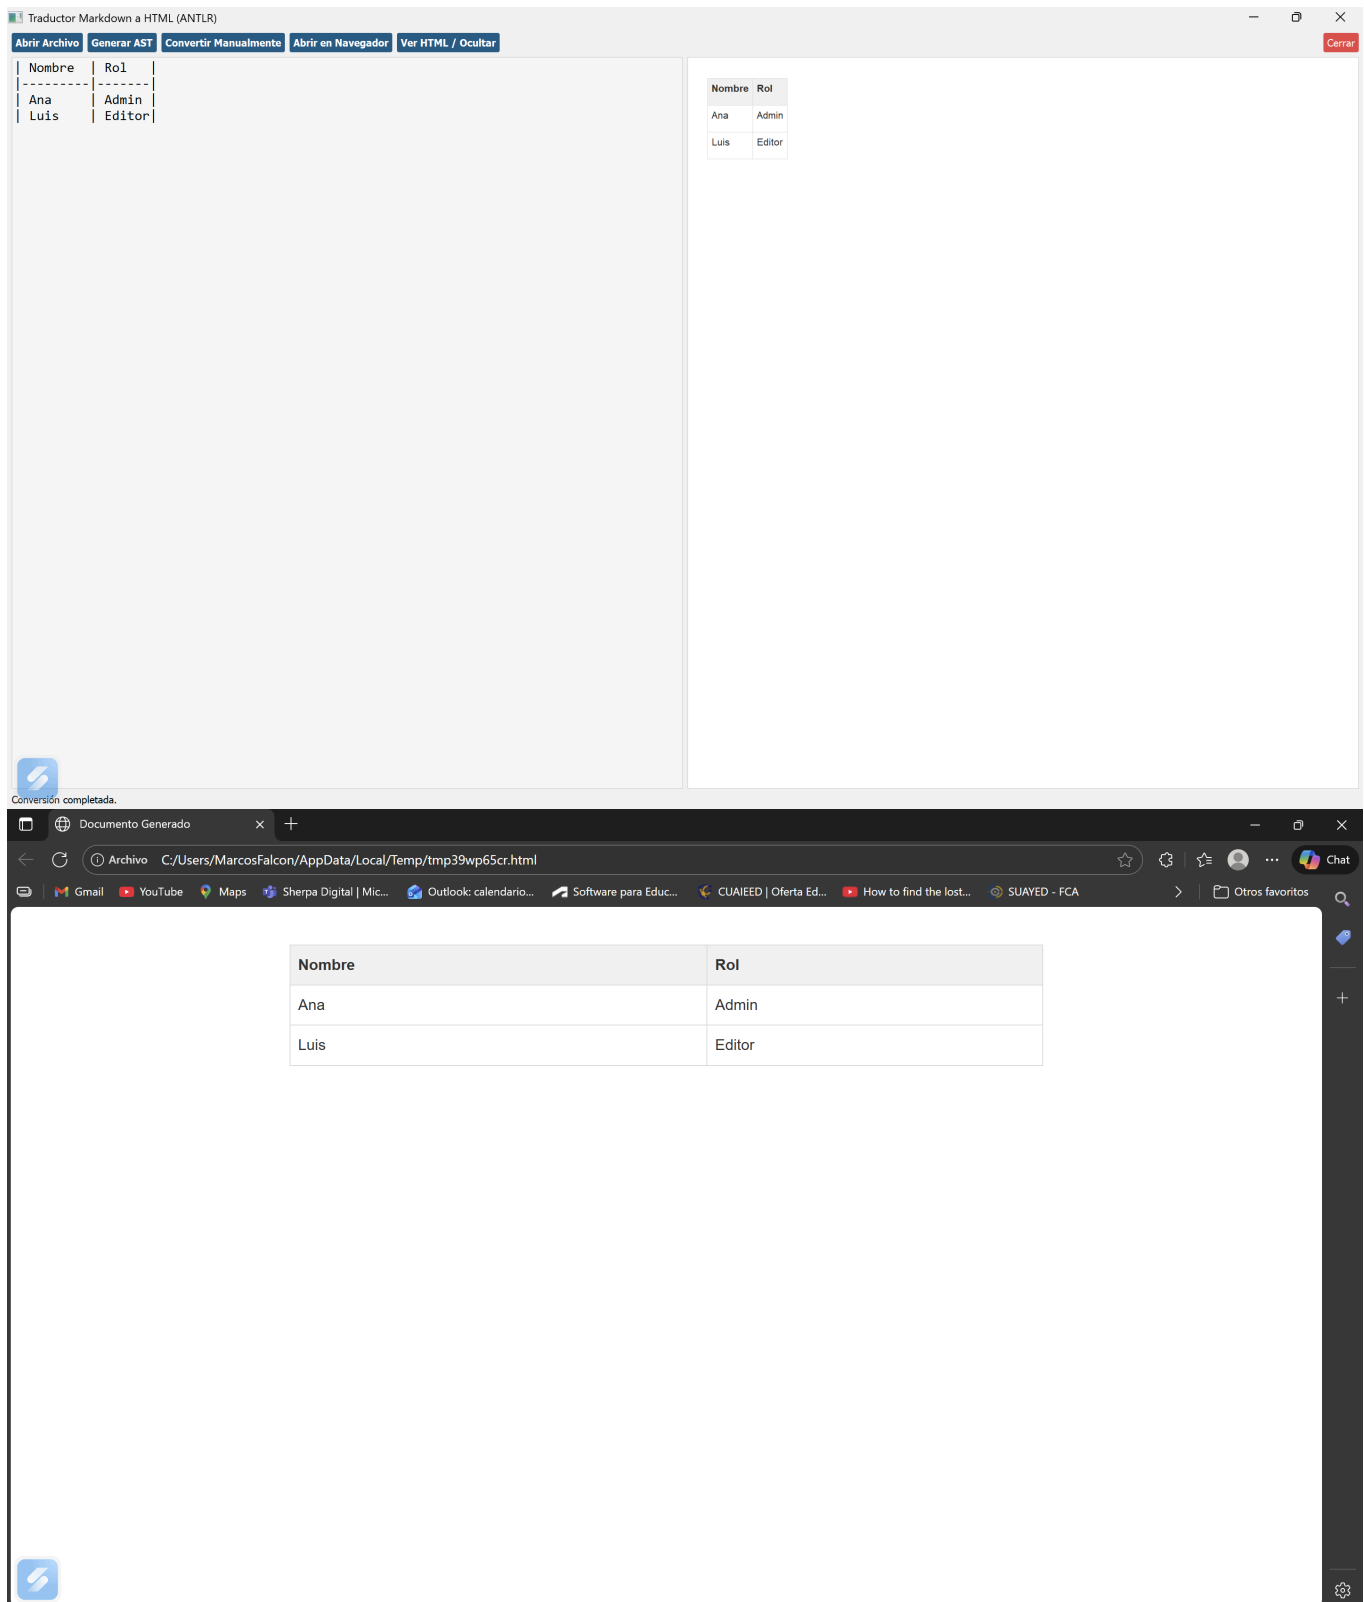 Traductor Markdown a HTML (ANTLR)
Abrir Archivo Generar AST Convertir Manualmente Abrir en Navegador Ver HTML / Ocultar Cerrar
| Nombre | Rol |
|---------|-------|
| Ana | Admin |
| Luis | Editor|
Nombre Rol
Ana Admin
Luis Editor
Conversión completada.
Documento Generado
Archivo C:/Users/MarcosFalcon/AppData/Local/Temp/tmp39wp65cr.html Chat
Gmail YouTube Maps Sherpa Digital | Mic... Outlook: calendario... Software para Educ... CUAIEED | Oferta Ed... How to find the lost... SUAYED - FCA Otros favoritos
Nombre Rol
Ana Admin
Luis Editor